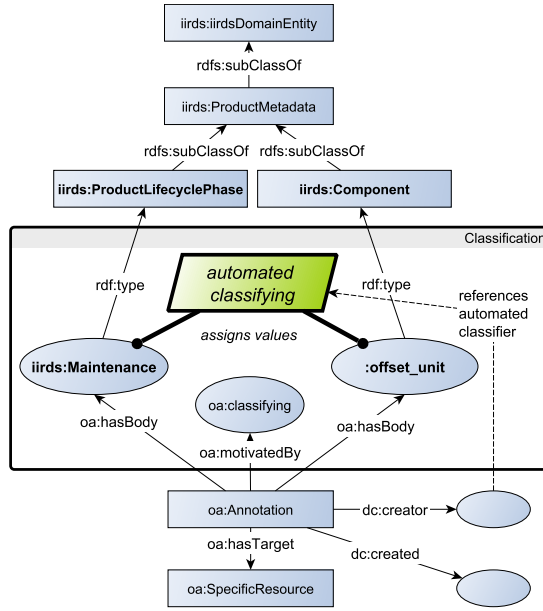 iirds:iirdsDomainEntity
rdfs:subClassOf
iirds:ProductMetadata
rdfs:subClassOf
rdfs:subClassOf
iirds:ProductLifecyclePhase
iirds:Component
Classification
automated
classifying
rdf:type
rdf:type
references
automated
classifier
assigns values
iirds:Maintenance
:offset_unit
oa:classifying
oa:hasBody
oa:hasBody
oa:motivatedBy
oa:Annotation
dc:creator
oa:hasTarget
dc:created
oa:SpecificResource